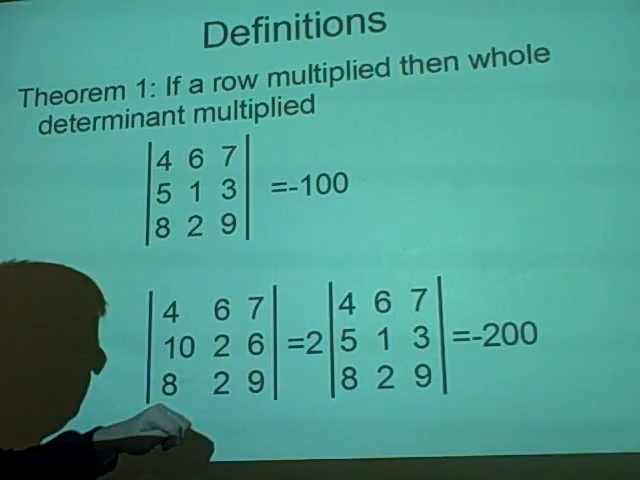 Definitions
Theorem 1: If a row multiplied then whole
determinant multiplied
4 6 7
5 1 3 =-100
8 2 9
4 6 7 4 6 7
10 2 6 =2 5 1 3 =-200
8 2 9 8 2 9